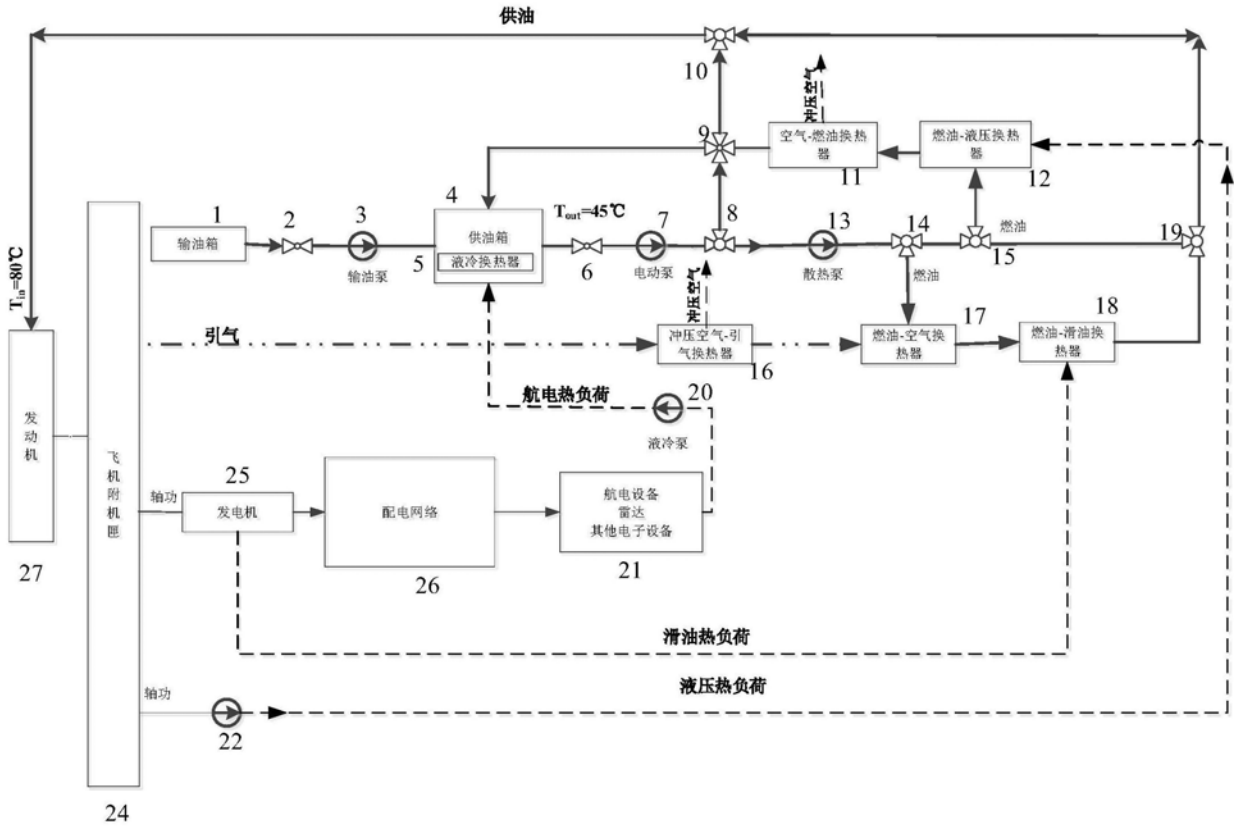 供油
10
冲压空气
9
空气-燃油换热
器
11
燃油-液压换热
器
12
1
输油箱
2
3
输油泵
4
供油箱
液冷换热器
5
T_out=45℃
6
7
电动泵
8
13
散热泵
14
燃油
燃油
15
19
T_in=80℃
引气
冲压空气
冲压空气-引
气换热器
16
燃油-空气换
热器
17
燃油-滑油换
热器
18
航电热负荷
20
液冷泵
发
动
机
27
飞
机
附
机
匣
24
轴功
25
发电机
配电网络
26
航电设备
雷达
其他电子设备
21
滑油热负荷
轴功
22
液压热负荷